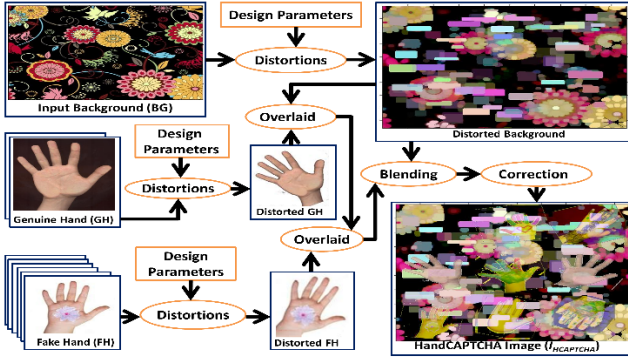 Design Parameters
Distortions
Input Background (BG)
Overlaid
Distorted Background
Design
Parameters
Distortions
Genuine Hand (GH)
Distorted GH
Blending
Correction
Overlaid
Design
Parameters
Distortions
Fake Hand (FH)
Distorted FH
HandCAPTCHA Image (I_HCAPTCHA)